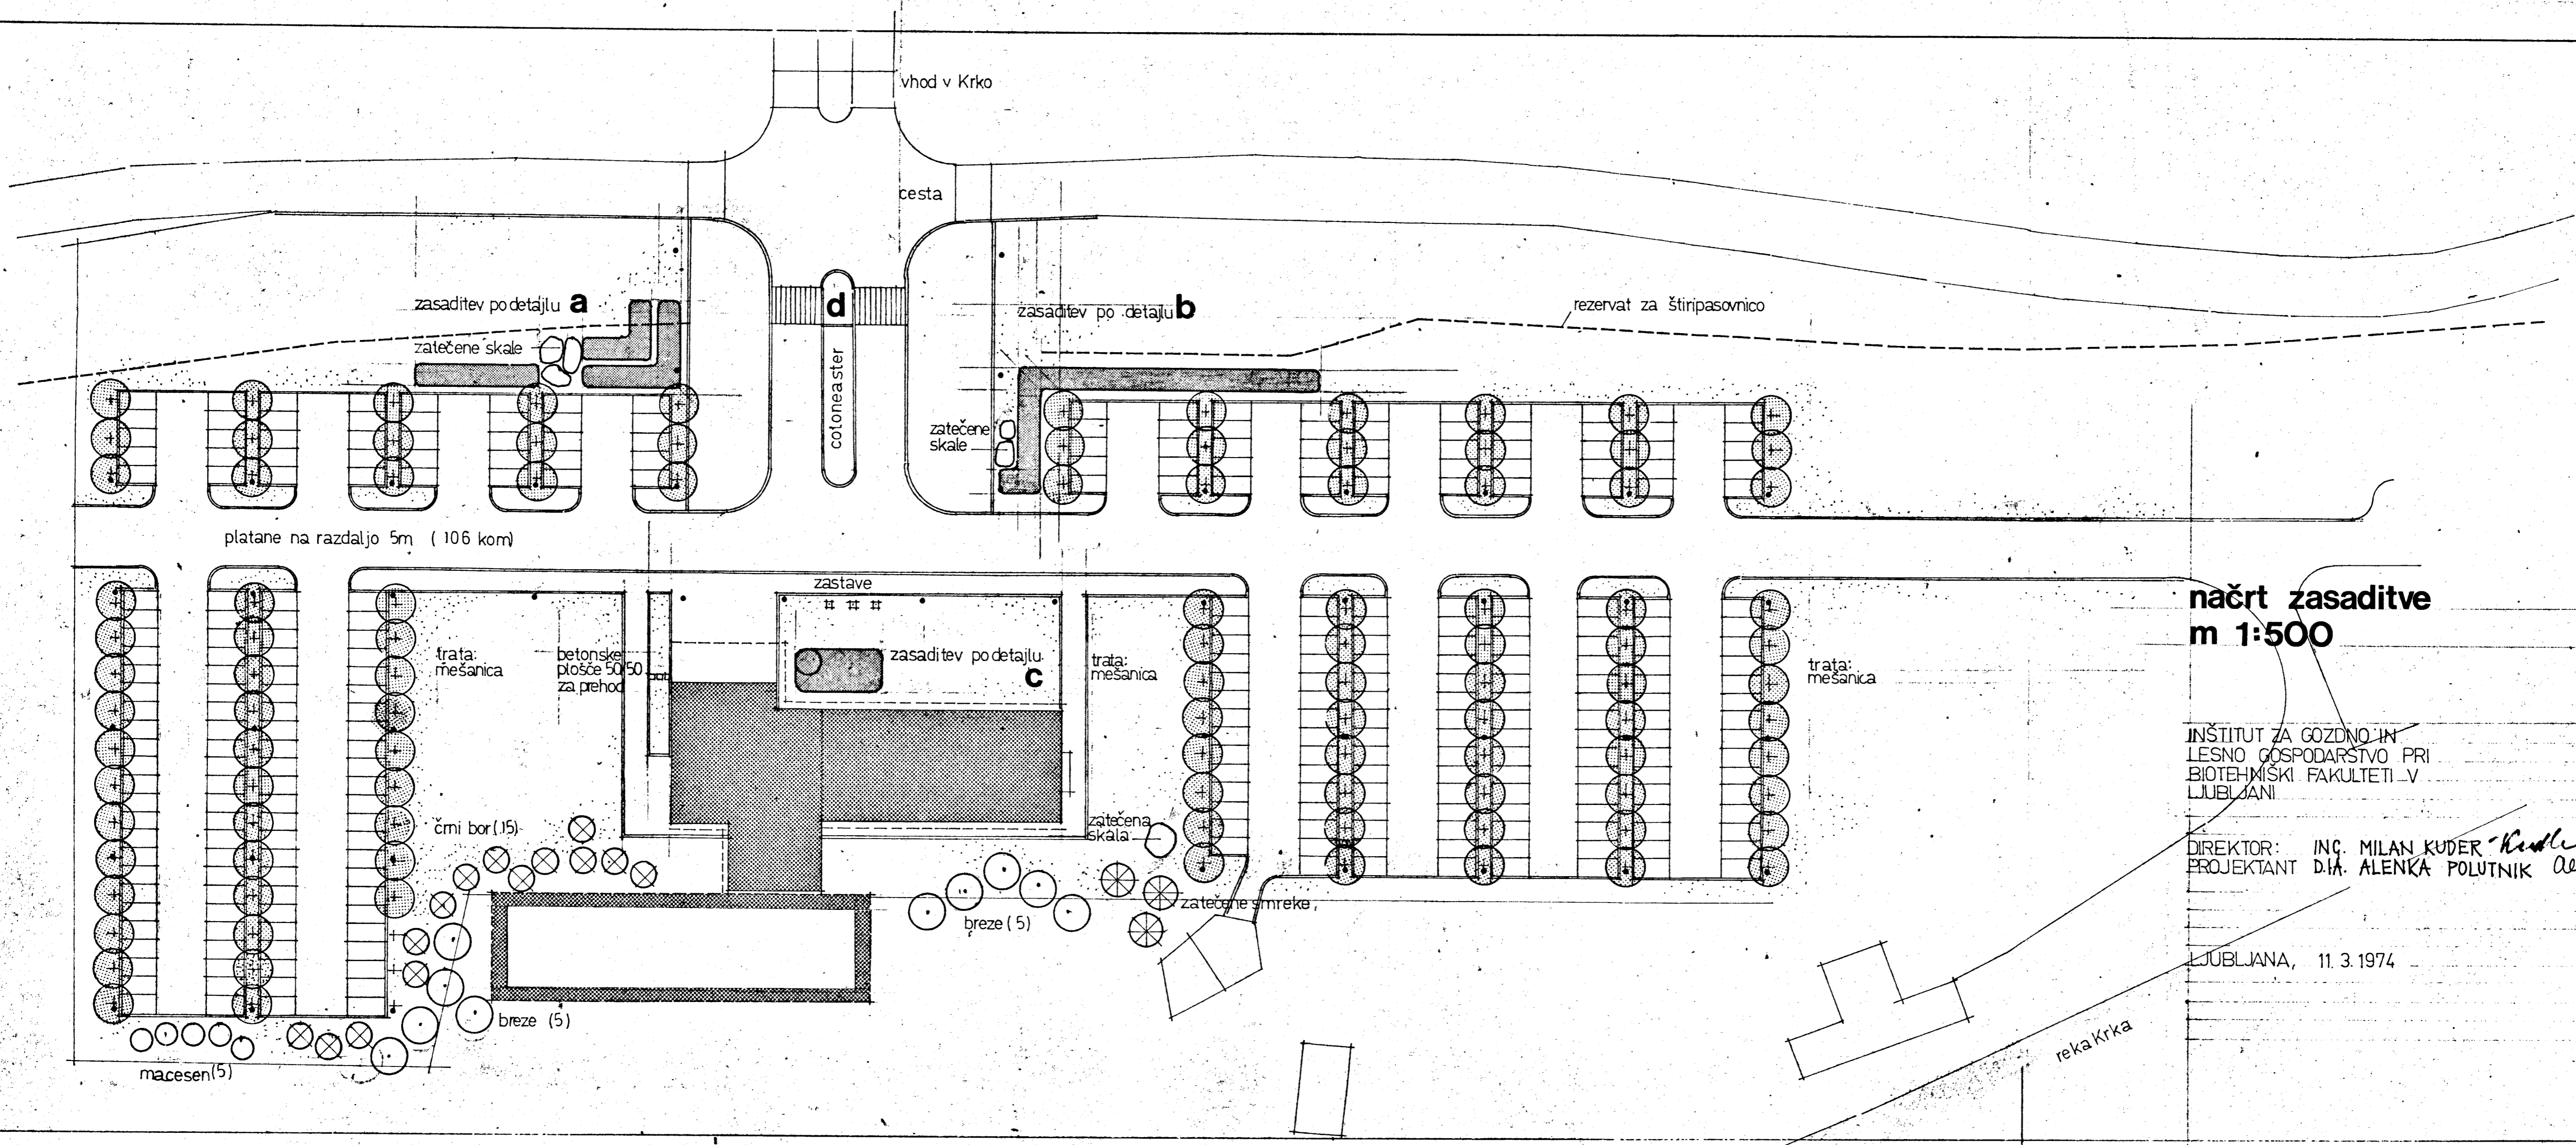 vhod v Krko
cesta
zasaditev po detajlu a
zatečene skale
d
cotoneaster
zasaditev po detajlu b
rezervat za štiripasovnico
zatečene
skale
platane na razdaljo 5m (106 kom)
zastave
trata:
mešanica
betonske
plošče 50/50
za prehod
zasaditev po detajlu
c
trata:
mešanica
trata:
mešanica
načrt zasaditve
m 1:500
INŠTITUT ZA GOZDNO IN
LESNO GOSPODARSTVO PRI
BIOTEHNIŠKI FAKULTETI V
LJUBLJANI
črni bor (15)
zatečena
skala
DIREKTOR: ING. MILAN KUDER
PROJEKTANT D.I.A. ALENKA POLUTNIK
zatečene smreke
breze (5)
LJUBLJANA, 11. 3. 1974
breze (5)
reka Krka
macesen (5)